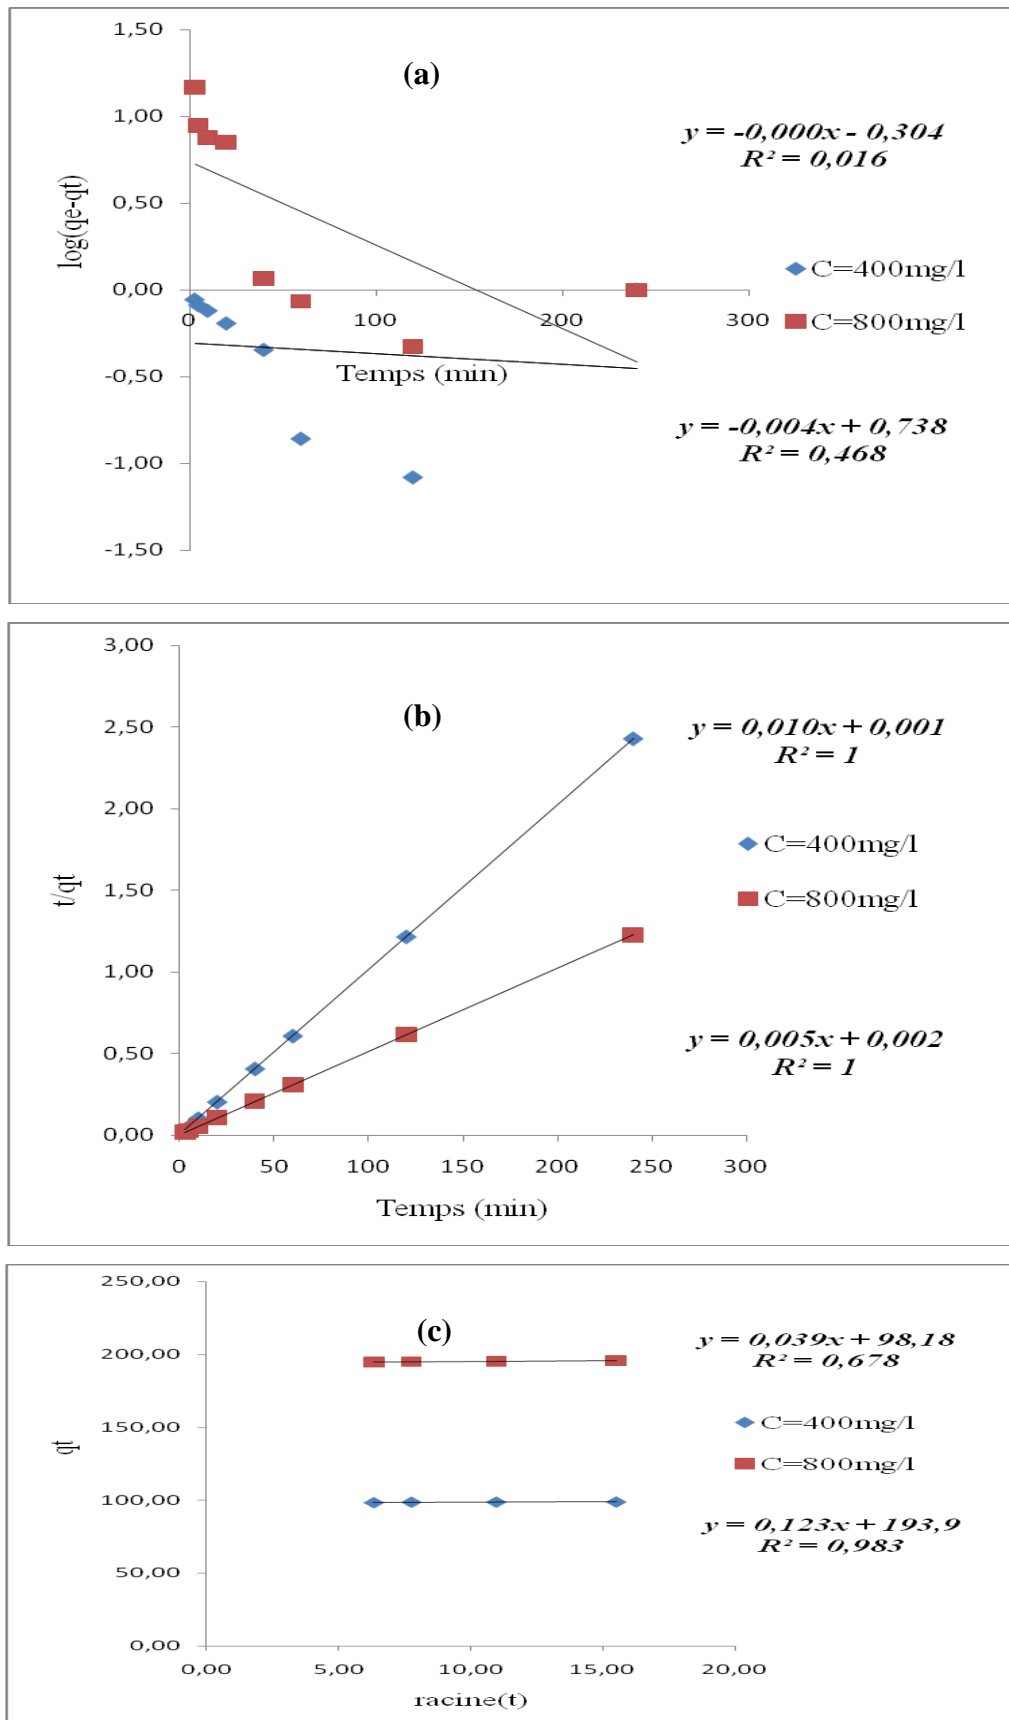 1,50
(a)
1,00
y = -0,000x - 0,304
R² = 0,016
0,50
log(qe-qt)
C=400mg/l
0,00
0
100
200
300
C=800mg/l
-0,50
Temps (min)
y = -0,004x + 0,738
R² = 0,468
-1,00
-1,50
3,00
(b)
2,50
y = 0,010x + 0,001
R² = 1
2,00
C=400mg/l
t/qt
1,50
C=800mg/l
1,00
y = 0,005x + 0,002
R² = 1
0,50
0,00
0
50
100
150
200
250
300
Temps (min)
250,00
(c)
y = 0,039x + 98,18
R² = 0,678
200,00
C=400mg/l
150,00
qt
C=800mg/l
100,00
y = 0,123x + 193,9
R² = 0,983
50,00
0,00
0,00
5,00
10,00
15,00
20,00
racine(t)